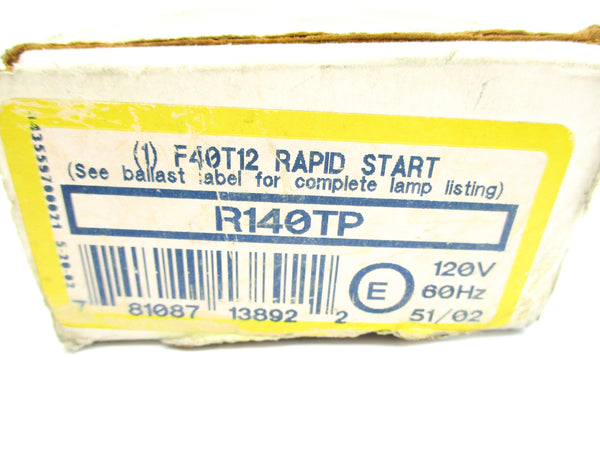 (1) F40T12 RAPID START
(See ballast label for complete lamp listing)
R140TP
120V
E
60Hz
7 81087 13892 2
51/02